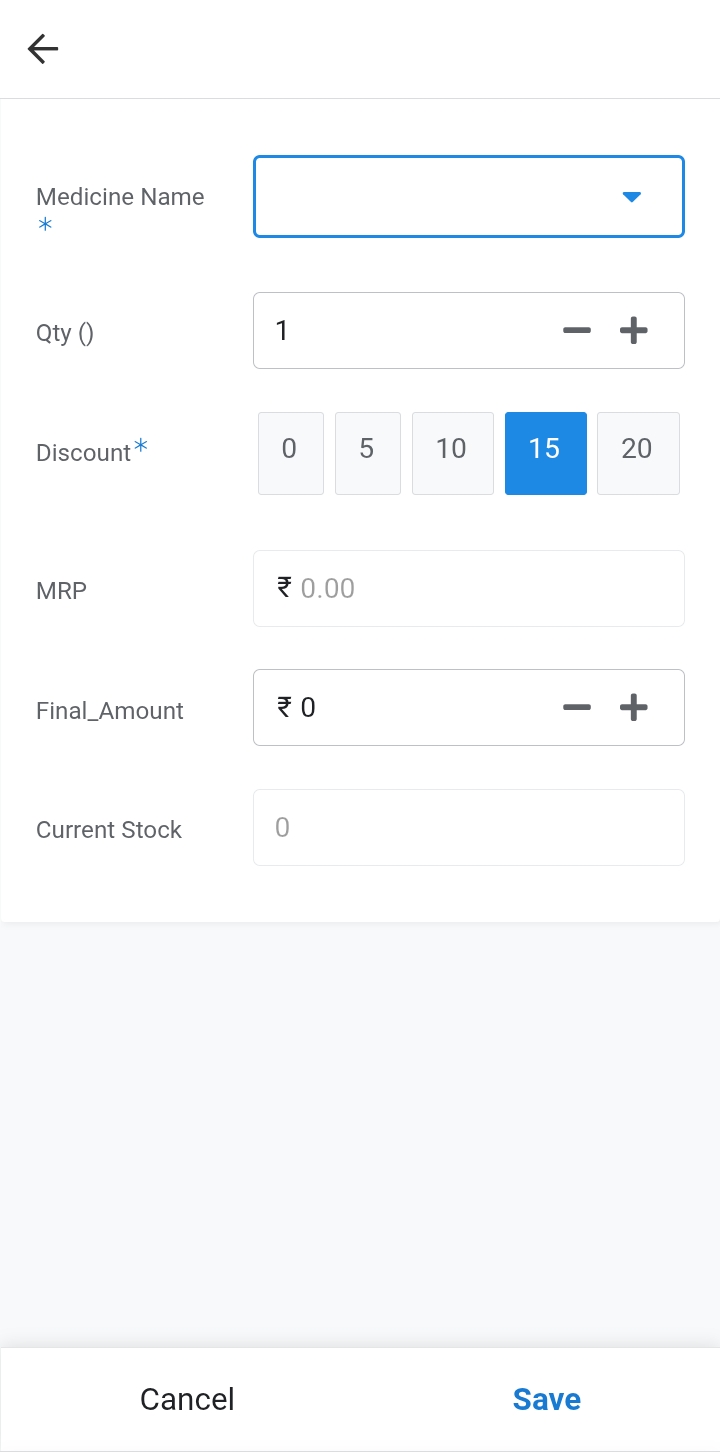 Medicine Name
*
Qty ()
1
Discount*
0 5 10 15 20
MRP
₹ 0.00
Final_Amount
₹ 0
Current Stock
0
Cancel
Save